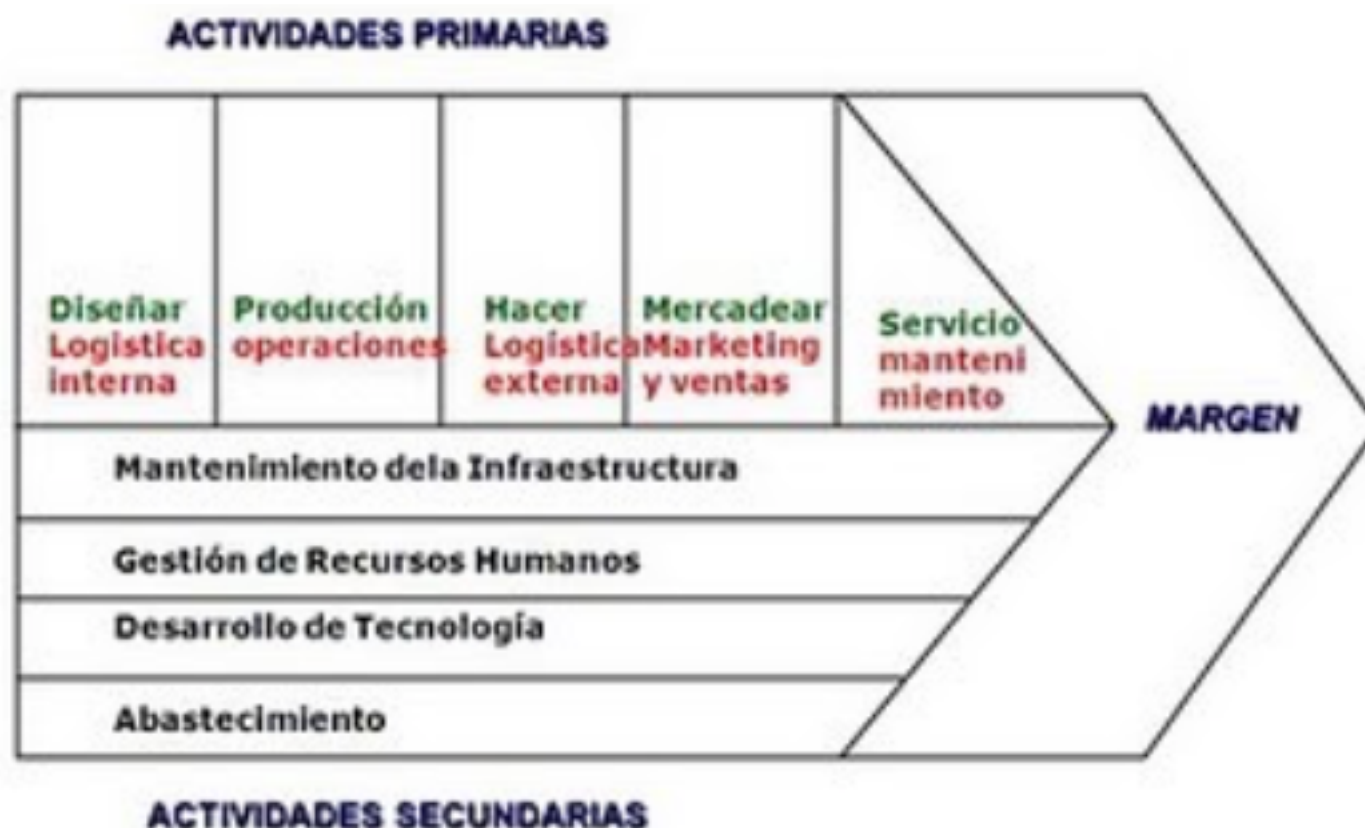 ACTIVIDADES PRIMARIAS
Diseñar
Logistica
interna
Producción
operaciones
Hacer
Logística
externa
Mercadear
Marketing
y ventas
Servicio
manteni
miento
MARGEN
Mantenimiento dela Infraestructura
Gestión de Recursos Humanos
Desarrollo de Tecnología
Abastecimiento
ACTIVIDADES SECUNDARIAS